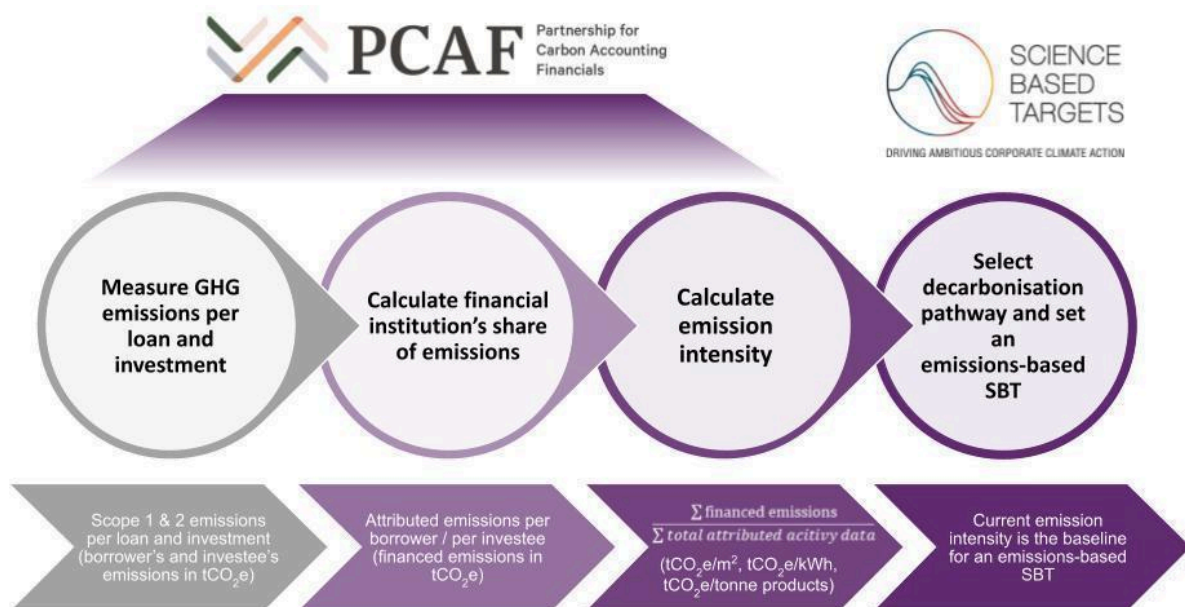 PCAF
Partnership for
Carbon Accounting
Financials
SCIENCE
BASED
TARGETS
DRIVING AMBITIOUS CORPORATE CLIMATE ACTION
Measure GHG
emissions per
loan and
investment
Calculate financial
institution's share
of emissions
Calculate
emission
intensity
Select
decarbonisation
pathway and set
an
emissions-based
SBT
Scope 1 & 2 emissions
per loan and investment
(borrower's and investee's
emissions in tCO₂e)
Attributed emissions per
borrower / per investee
(financed emissions in
tCO₂e)
∑ financed emissions
∑ total attributed acitivy data
(tCO₂e/m², tCO₂e/kWh,
tCO₂e/tonne products)
Current emission
intensity is the baseline
for an emissions-based
SBT